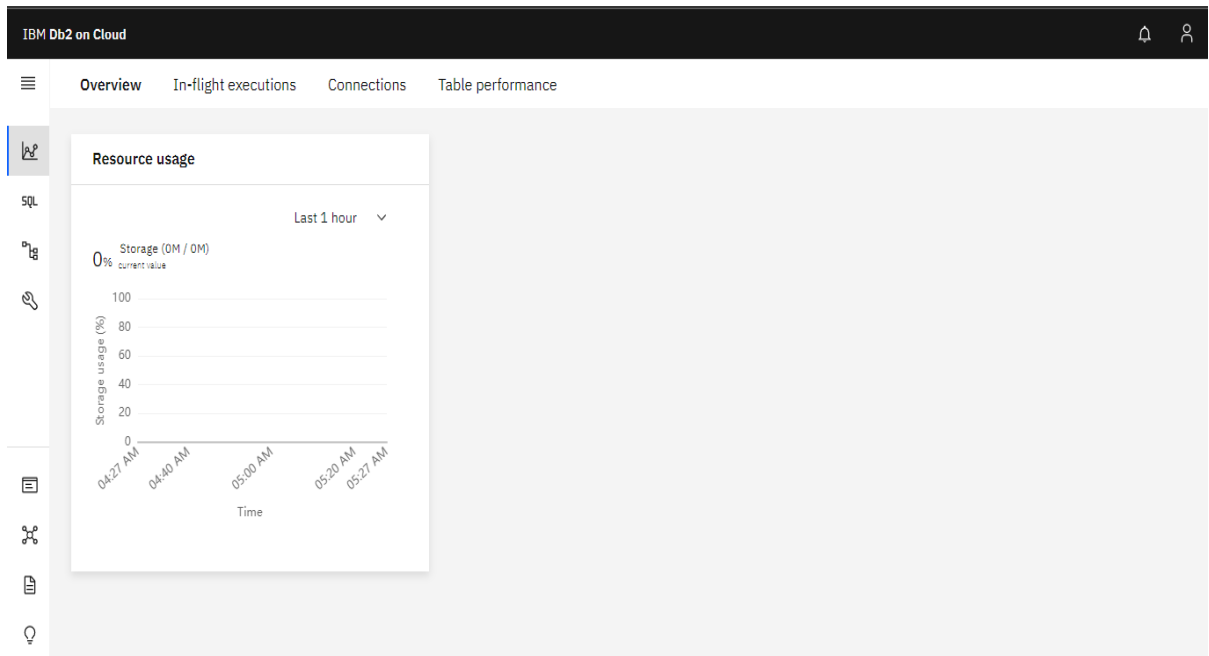 IBM Db2 on Cloud
Overview In-flight executions Connections Table performance
Resource usage
SQL
Last 1 hour
0% Storage (0M / 0M)
current value
100
80
60
40
20
0
Storage usage (%)
04:27 AM 04:40 AM 05:00 AM 05:20 AM 05:27 AM
Time